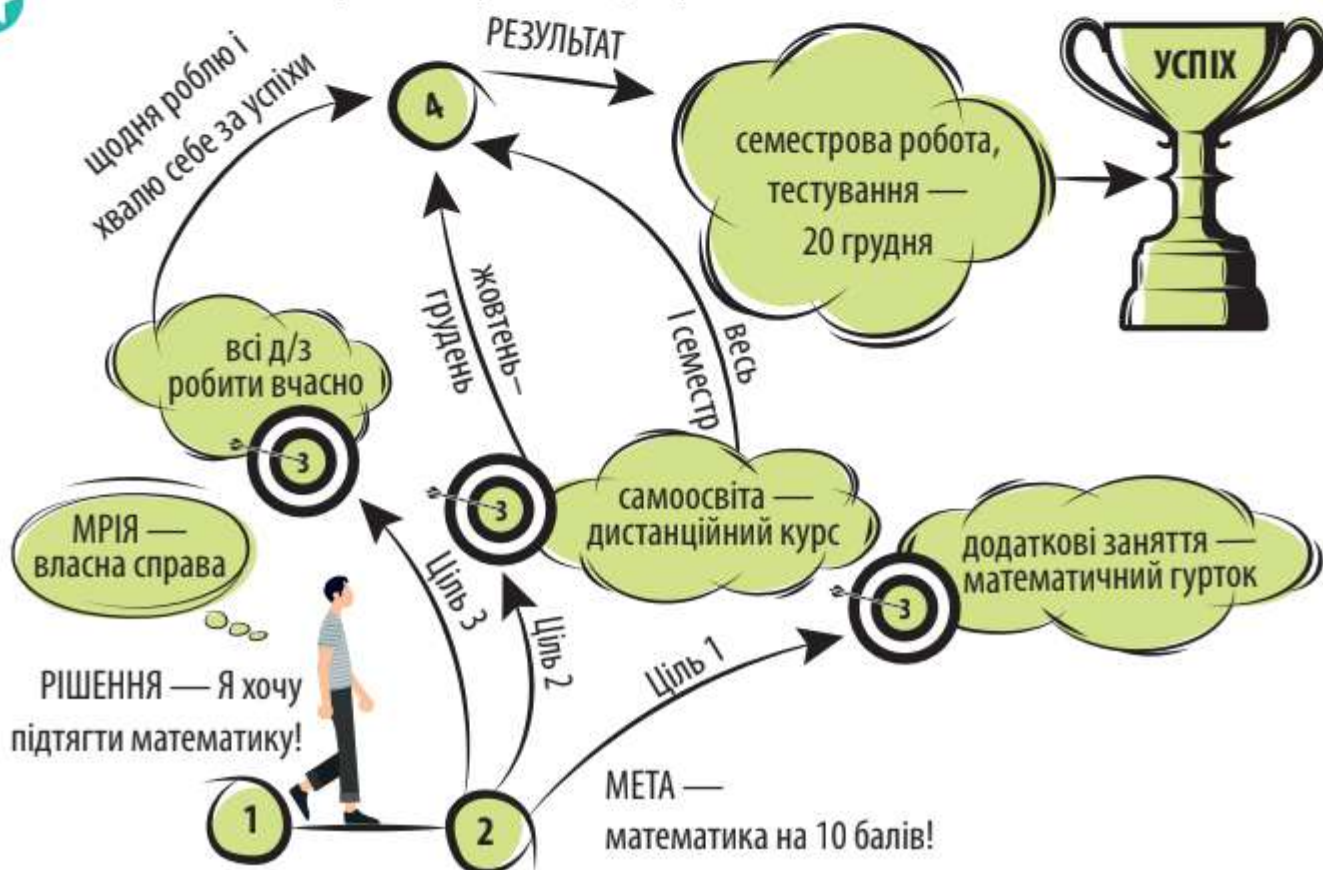 РЕЗУЛЬТАТ
УСПІХ
щодня роблю і
хвалю себе за успіхи
4
семестрова робота,
тестування —
20 грудня
жовтень–
грудень
весь
І семестр
всі д/з
робити вчасно
3
МРІЯ —
власна справа
3
самоосвіта —
дистанційний курс
3
додаткові заняття —
математичний гурток
Ціль 3
Ціль 2
Ціль 1
РІШЕННЯ — Я хочу
підтягти математику!
1
2
МЕТА —
математика на 10 балів!